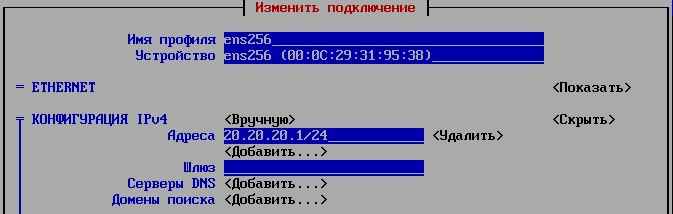 Изменить подключение
Имя профиля ens256
Устройство ens256 (00:0C:29:31:95:38)
= ETHERNET <Показать>
= КОНФИГУРАЦИЯ IPv4 <Вручную> <Скрыть>
Адреса 20.20.20.1/24 <Удалить>
<Добавить...>
Шлюз
Серверы DNS <Добавить...>
Домены поиска <Добавить...>